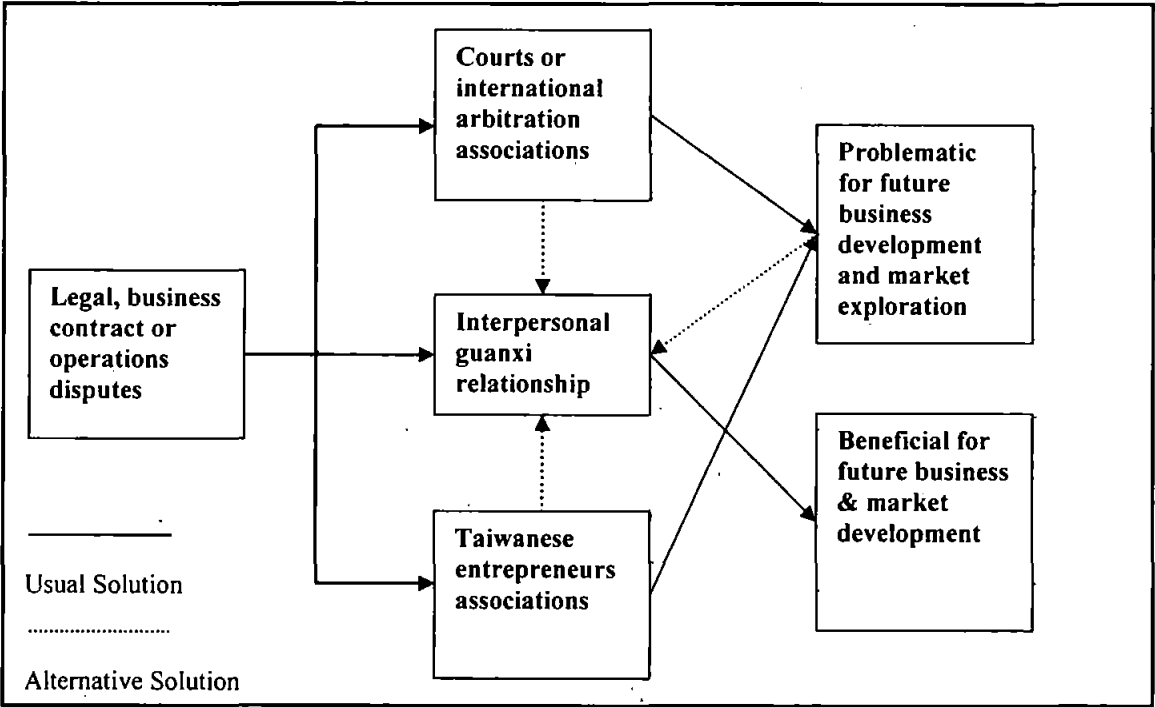 Courts or
international
arbitration
associations
Problematic
for future
business
development
and market
exploration
Legal, business
contract or
operations
disputes
Interpersonal
guanxi
relationship
Beneficial for
future business
& market
development
Taiwanese
entrepreneurs
associations
Usual Solution
Alternative Solution